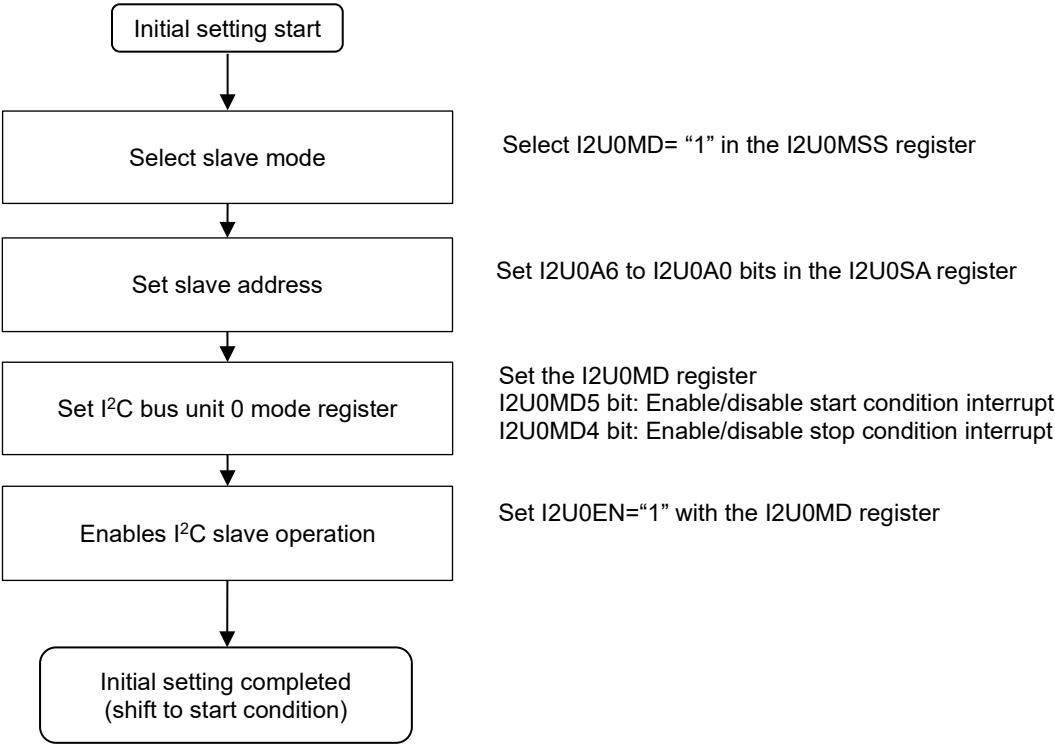 Initial setting start
Select slave mode
Select I2U0MD= “1” in the I2U0MSS register
Set slave address
Set I2U0A6 to I2U0A0 bits in the I2U0SA register
Set I²C bus unit 0 mode register
Set the I2U0MD register
I2U0MD5 bit: Enable/disable start condition interrupt
I2U0MD4 bit: Enable/disable stop condition interrupt
Enables I²C slave operation
Set I2U0EN=“1” with the I2U0MD register
Initial setting completed
(shift to start condition)